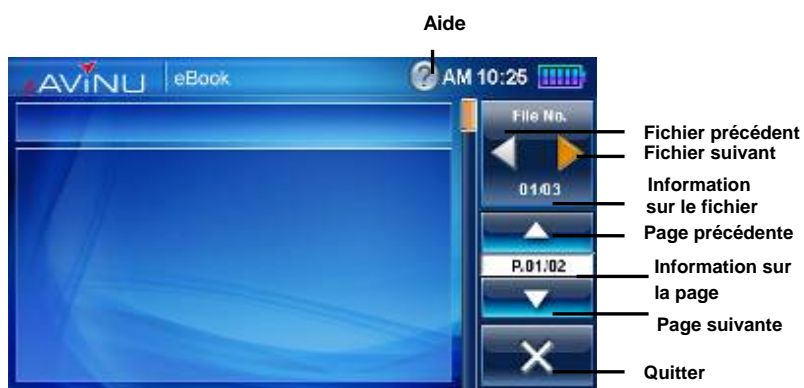 Aide
AViNU eBook AM 10:25
File No.
Fichier précédent
Fichier suivant
01/03
Information
sur le fichier
Page précédente
P.01/02
Information sur
la page
Page suivante
Quitter